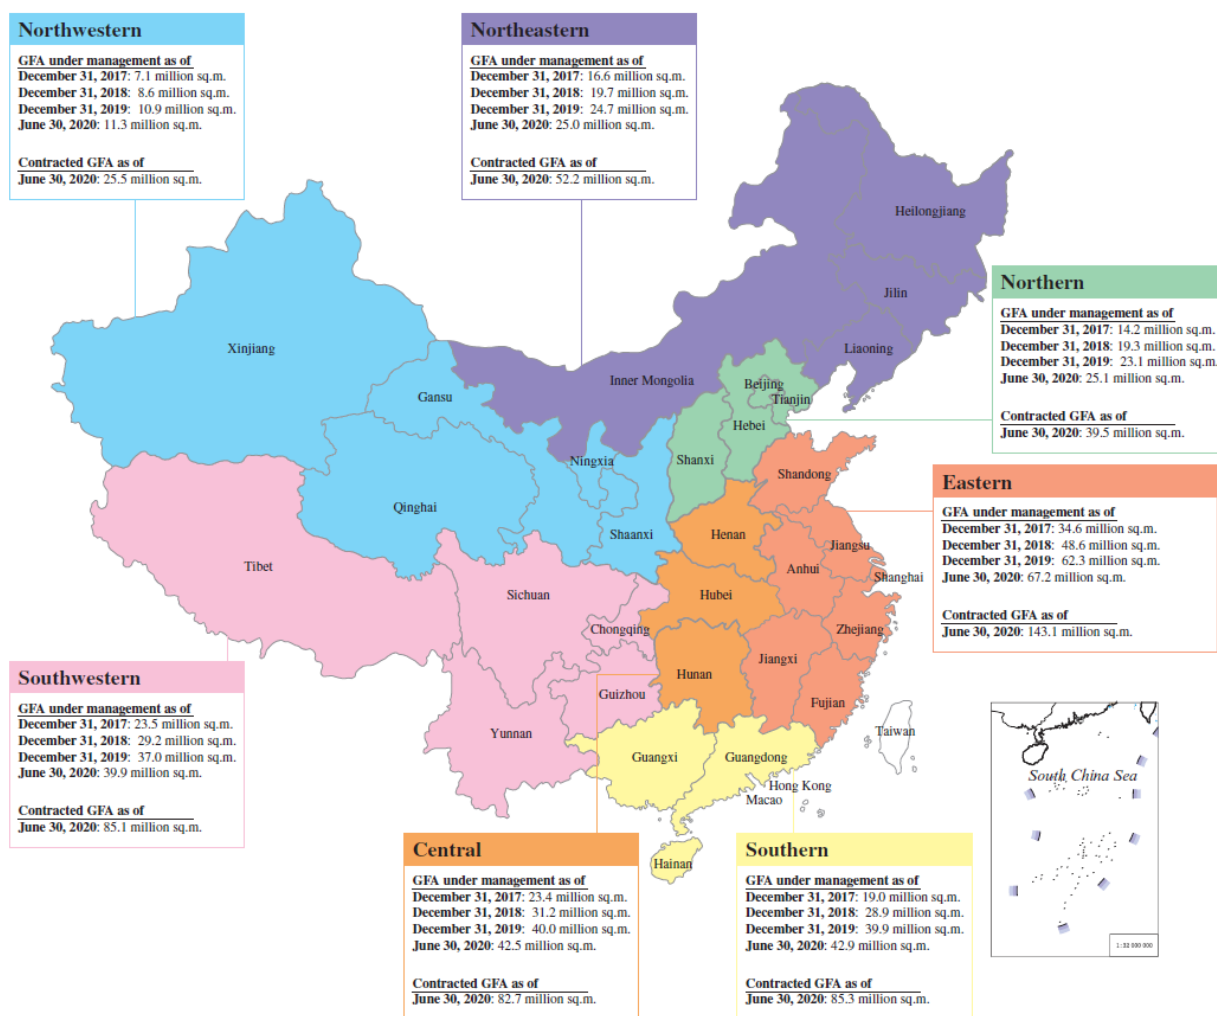 Northwestern
GFA under management as of
December 31, 2017: 7.1 million sq.m.
December 31, 2018: 8.6 million sq.m.
December 31, 2019: 10.9 million sq.m.
June 30, 2020: 11.3 million sq.m.
Contracted GFA as of
June 30, 2020: 25.5 million sq.m.
Northeastern
GFA under management as of
December 31, 2017: 16.6 million sq.m.
December 31, 2018: 19.7 million sq.m.
December 31, 2019: 24.7 million sq.m.
June 30, 2020: 25.0 million sq.m.
Contracted GFA as of
June 30, 2020: 52.2 million sq.m.
Northern
GFA under management as of
December 31, 2017: 14.2 million sq.m.
December 31, 2018: 19.3 million sq.m.
December 31, 2019: 23.1 million sq.m.
June 30, 2020: 25.1 million sq.m.
Contracted GFA as of
June 30, 2020: 39.5 million sq.m.
Eastern
GFA under management as of
December 31, 2017: 34.6 million sq.m.
December 31, 2018: 48.6 million sq.m.
December 31, 2019: 62.3 million sq.m.
June 30, 2020: 67.2 million sq.m.
Contracted GFA as of
June 30, 2020: 143.1 million sq.m.
Southwestern
GFA under management as of
December 31, 2017: 23.5 million sq.m.
December 31, 2018: 29.2 million sq.m.
December 31, 2019: 37.0 million sq.m.
June 30, 2020: 39.9 million sq.m.
Contracted GFA as of
June 30, 2020: 85.1 million sq.m.
Central
GFA under management as of
December 31, 2017: 23.4 million sq.m.
December 31, 2018: 31.2 million sq.m.
December 31, 2019: 40.0 million sq.m.
June 30, 2020: 42.5 million sq.m.
Contracted GFA as of
June 30, 2020: 82.7 million sq.m.
Southern
GFA under management as of
December 31, 2017: 19.0 million sq.m.
December 31, 2018: 28.9 million sq.m.
December 31, 2019: 39.9 million sq.m.
June 30, 2020: 42.9 million sq.m.
Contracted GFA as of
June 30, 2020: 85.3 million sq.m.
Heilongjiang
Jilin
Liaoning
Inner Mongolia
Xinjiang
Gansu
Beijing
Tianjin
Hebei
Shanxi
Ningxia
Shandong
Qinghai
Shaanxi
Henan
Jiangsu
Anhui
Shanghai
Tibet
Sichuan
Hubei
Chongqing
Zhejiang
Hunan
Jiangxi
Guizhou
Fujian
Yunnan
Taiwan
Guangxi
Guangdong
Hong Kong
Macao
Hainan
South China Sea
1:32 000 000